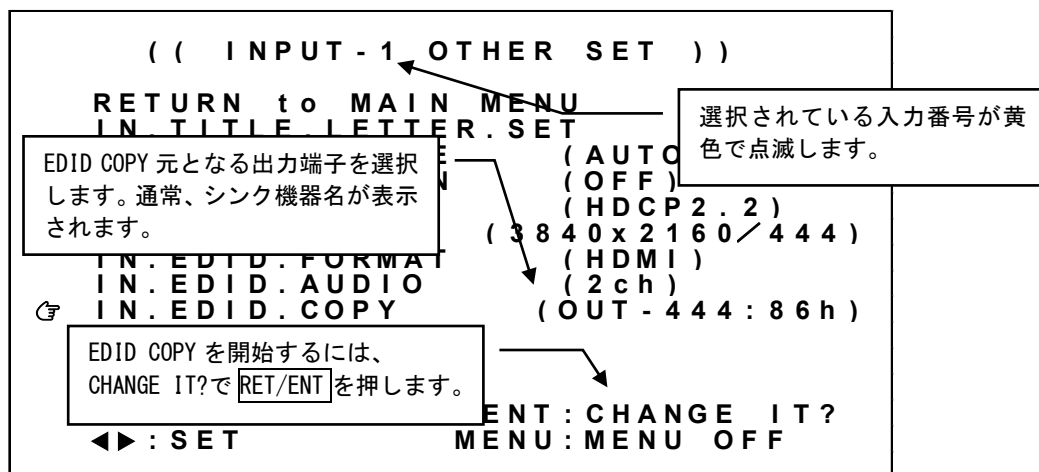 (( INPUT-1 OTHER SET ))
RETURN to MAIN MENU
IN.TITLE.LETTER.SET
選択されている入力番号が黄
色で点滅します。
EDID COPY 元となる出力端子を選択
します。通常、シンク機器名が表示
されます。
(AUTO
(OFF)
(HDCP2.2)
(3840x2160/444)
IN.EDID.FORMAT (HDMI)
IN.EDID.AUDIO (2ch)
IN.EDID.COPY (OUT-444:86h)
EDID COPY を開始するには、
CHANGE IT?で RET/ENT を押します。
ENT:CHANGE IT?
◀▶:SET MENU:MENU OFF